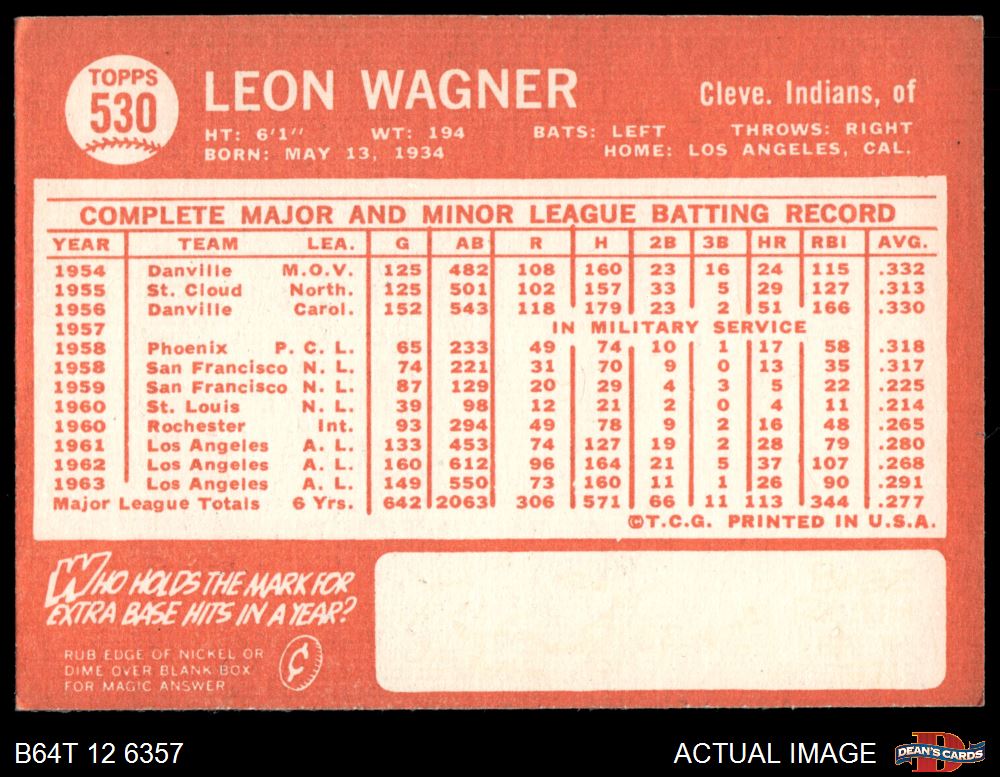 TOPPS
530
LEON WAGNER
Cleve. Indians, of
HT: 6'1" WT: 194 BATS: LEFT THROWS: RIGHT
BORN: MAY 13, 1934 HOME: LOS ANGELES, CAL.
COMPLETE MAJOR AND MINOR LEAGUE BATTING RECORD
YEAR TEAM LEA. G AB R H 2B 3B HR RBI AVG.
1954 Danville M.O.V. 125 482 108 160 23 16 24 115 .332
1955 St. Cloud North. 125 501 102 157 33 5 29 127 .313
1956 Danville Carol. 152 543 118 179 23 2 51 166 .330
1957 IN MILITARY SERVICE
1958 Phoenix P. C. L. 65 233 49 74 10 1 17 58 .318
1958 San Francisco N. L. 74 221 31 70 9 0 13 35 .317
1959 San Francisco N. L. 87 129 20 29 4 3 5 22 .225
1960 St. Louis N. L. 39 98 12 21 2 0 4 11 .214
1960 Rochester Int. 93 294 49 78 9 2 16 48 .265
1961 Los Angeles A. L. 133 453 74 127 19 2 28 79 .280
1962 Los Angeles A. L. 160 612 96 164 21 5 37 107 .268
1963 Los Angeles A. L. 149 550 73 160 11 1 26 90 .291
Major League Totals 6 Yrs. 642 2063 306 571 66 11 113 344 .277
©T.C.G. PRINTED IN U.S.A.
WHO HOLDS THE MARK FOR
EXTRA BASE HITS IN A YEAR?
RUB EDGE OF NICKEL OR
DIME OVER BLANK BOX
FOR MAGIC ANSWER
¢
B64T 12 6357
ACTUAL IMAGE
DEAN'S CARDS